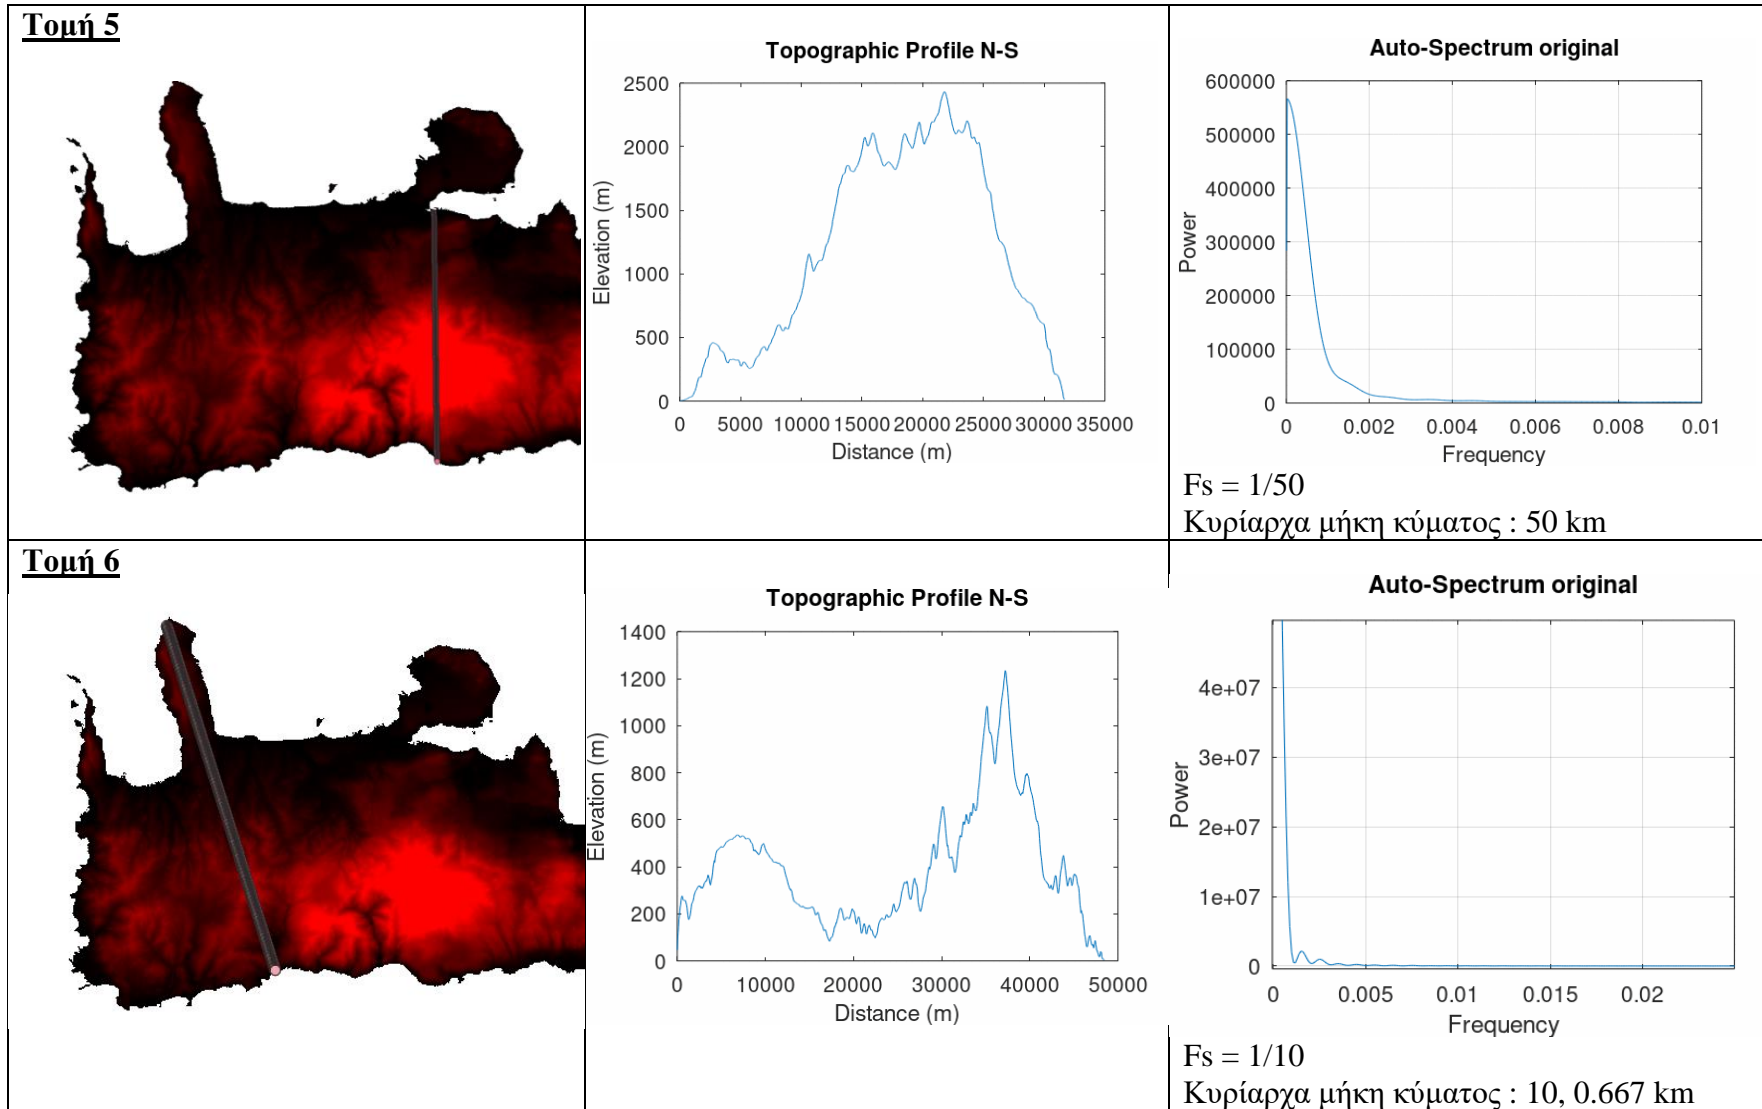 Τομή 5
Topographic Profile N-S
2500
2000
1500
1000
500
0
Elevation (m)
0 5000 10000 15000 20000 25000 30000 35000
Distance (m)
Auto-Spectrum original
600000
500000
400000
300000
200000
100000
0
Power
0 0.002 0.004 0.006 0.008 0.01
Frequency
Fs = 1/50
Κυρίαρχα μήκη κύματος : 50 km
Τομή 6
Topographic Profile N-S
1400
1200
1000
800
600
400
200
0
Elevation (m)
0 10000 20000 30000 40000 50000
Distance (m)
Auto-Spectrum original
4e+07
3e+07
2e+07
1e+07
0
Power
0 0.005 0.01 0.015 0.02
Frequency
Fs = 1/10
Κυρίαρχα μήκη κύματος : 10, 0.667 km